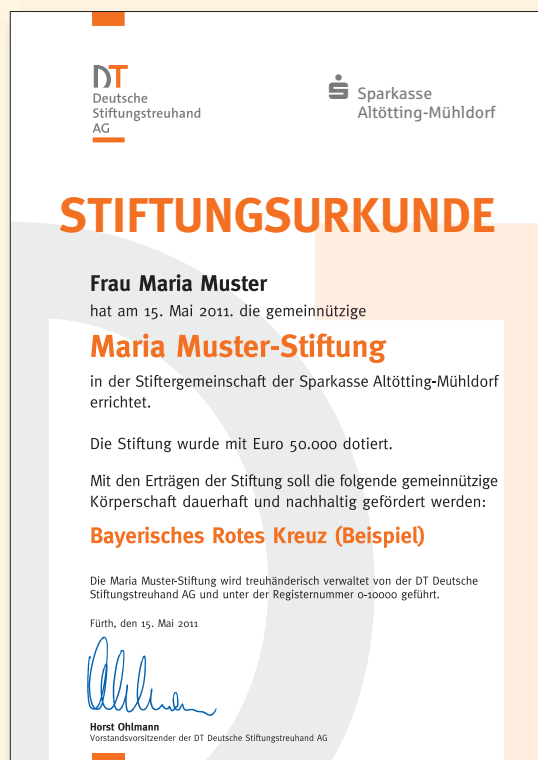 DT
Deutsche
Stiftungstreuhand
AG
Sparkasse
Altötting-Mühldorf
STIFTUNGSURKUNDE
Frau Maria Muster
hat am 15. Mai 2011. die gemeinnützige
Maria Muster-Stiftung
in der Stiftergemeinschaft der Sparkasse Altötting-Mühldorf
errichtet.
Die Stiftung wurde mit Euro 50.000 dotiert.
Mit den Erträgen der Stiftung soll die folgende gemeinnützige
Körperschaft dauerhaft und nachhaltig gefördert werden:
Bayerisches Rotes Kreuz (Beispiel)
Die Maria Muster-Stiftung wird treuhänderisch verwaltet von der DT Deutsche
Stiftungstreuhand AG und unter der Registernummer 0-10000 geführt.
Fürth, den 15. Mai 2011
Horst Ohlmann
Vorstandsvorsitzender der DT Deutsche Stiftungstreuhand AG